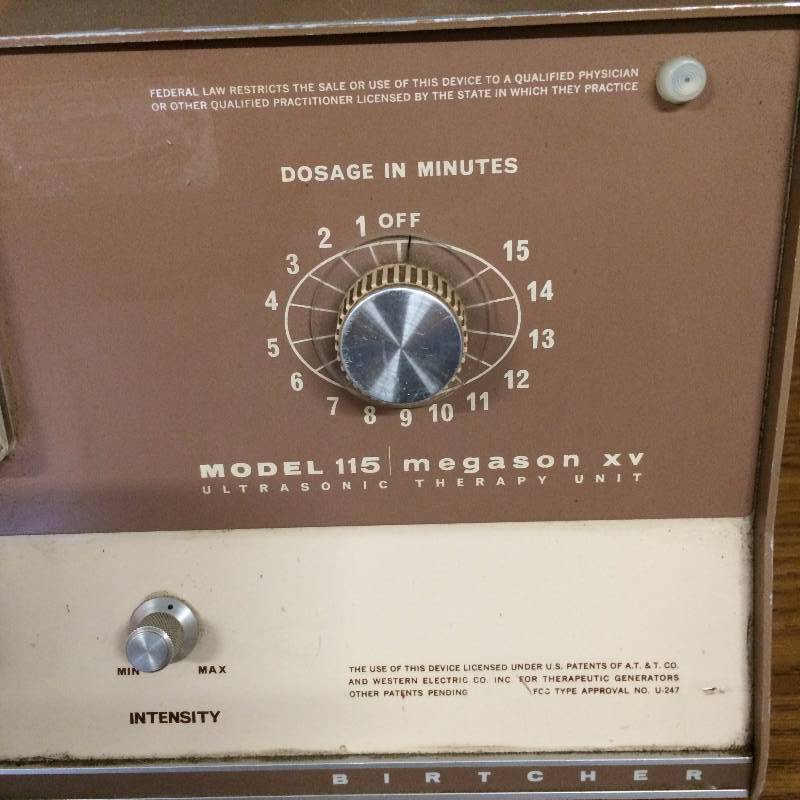 FEDERAL LAW RESTRICTS THE SALE OR USE OF THIS DEVICE TO A QUALIFIED PHYSICIAN
OR OTHER QUALIFIED PRACTITIONER LICENSED BY THE STATE IN WHICH THEY PRACTICE
DOSAGE IN MINUTES
OFF
1
2
3
4
5
6
7
8
9
10
11
12
13
14
15
MODEL 115 | megason xv
ULTRASONIC THERAPY UNIT
MIN MAX
INTENSITY
THE USE OF THIS DEVICE LICENSED UNDER U.S. PATENTS OF A.T. & T. CO.
AND WESTERN ELECTRIC CO. INC. FOR THERAPEUTIC GENERATORS
OTHER PATENTS PENDING FCC TYPE APPROVAL NO. U-247
BIRTCHER